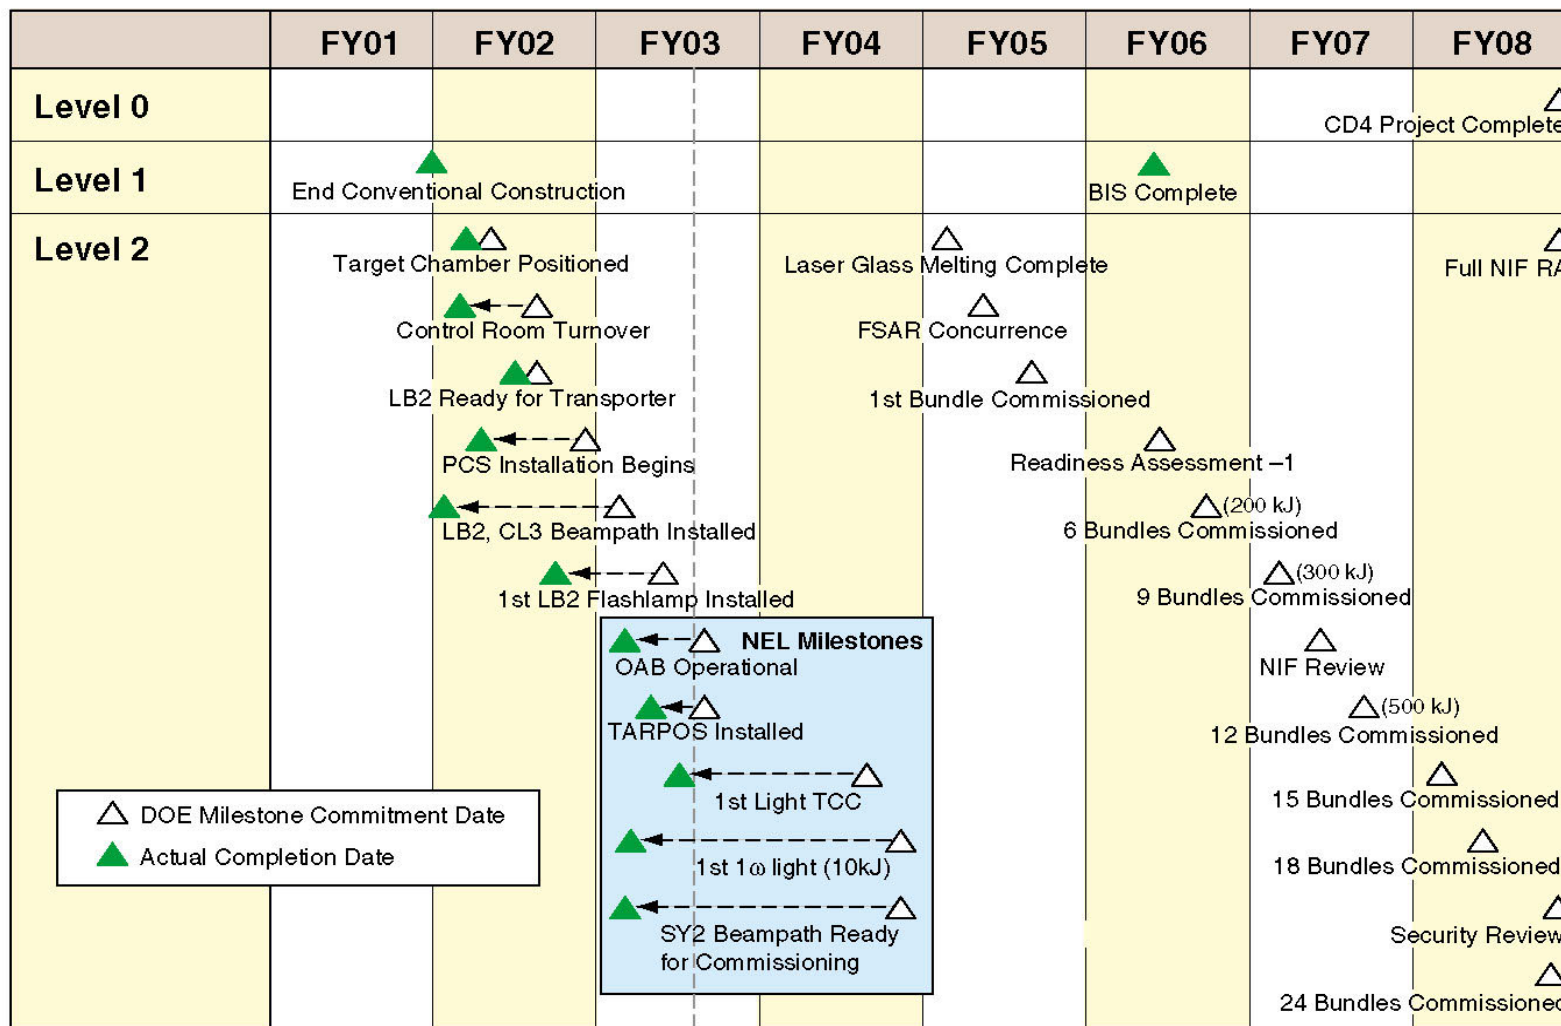 FY01 FY02 FY03 FY04 FY05 FY06 FY07 FY08
Level 0
CD4 Project Complete
Level 1
End Conventional Construction
BIS Complete
Level 2
Target Chamber Positioned
Laser Glass Melting Complete
Full NIF RA
Control Room Turnover
FSAR Concurrence
LB2 Ready for Transporter
1st Bundle Commissioned
PCS Installation Begins
Readiness Assessment –1
(200 kJ)
LB2, CL3 Beampath Installed
6 Bundles Commissioned
(300 kJ)
1st LB2 Flashlamp Installed
9 Bundles Commissioned
NEL Milestones
OAB Operational
NIF Review
(500 kJ)
TARPOS Installed
12 Bundles Commissioned
1st Light TCC
15 Bundles Commissioned
DOE Milestone Commitment Date
Actual Completion Date
1st 1ω light (10kJ)
18 Bundles Commissioned
SY2 Beampath Ready
for Commissioning
Security Review
24 Bundles Commissioned